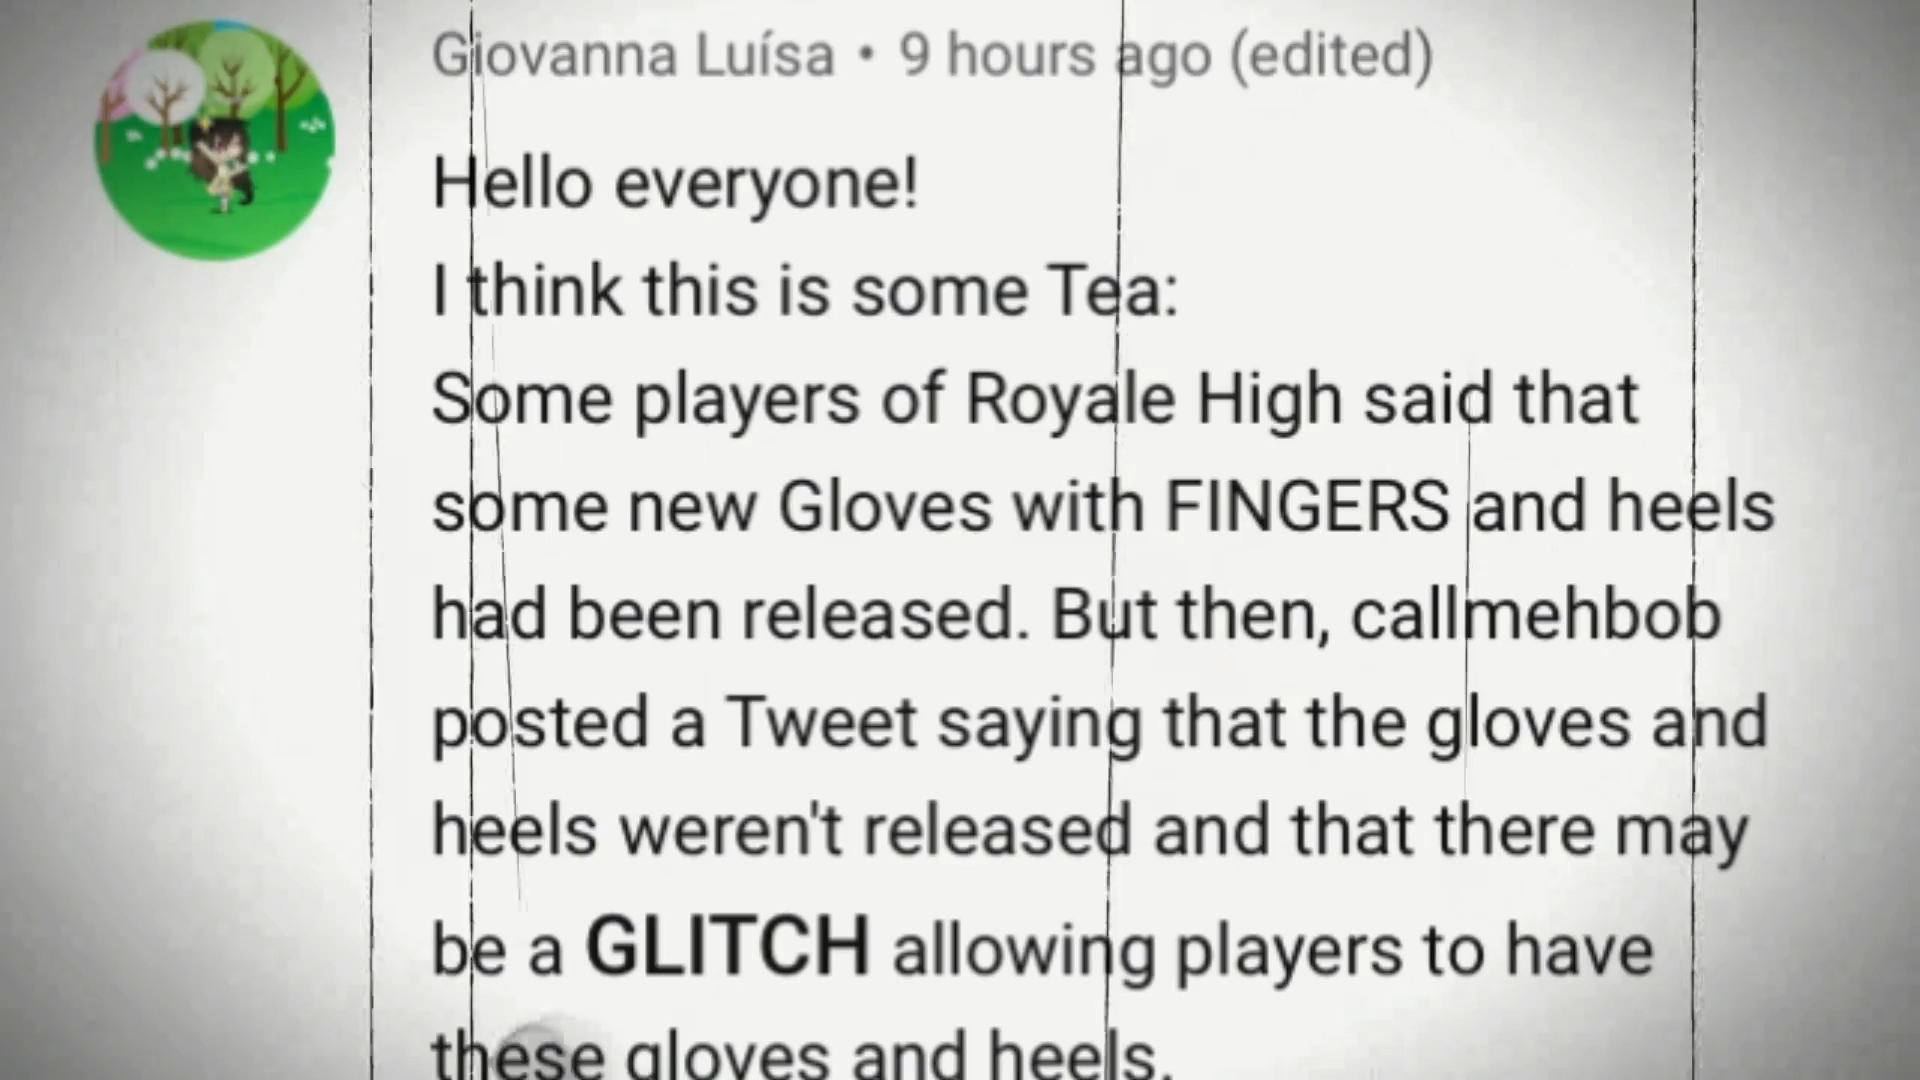 Giovanna Luísa • 9 hours ago (edited)
Hello everyone!
I think this is some Tea:
Some players of Royale High said that
some new Gloves with FINGERS and heels
had been released. But then, callmehbob
posted a Tweet saying that the gloves and
heels weren't released and that there may
be a GLITCH allowing players to have
these gloves and heels.